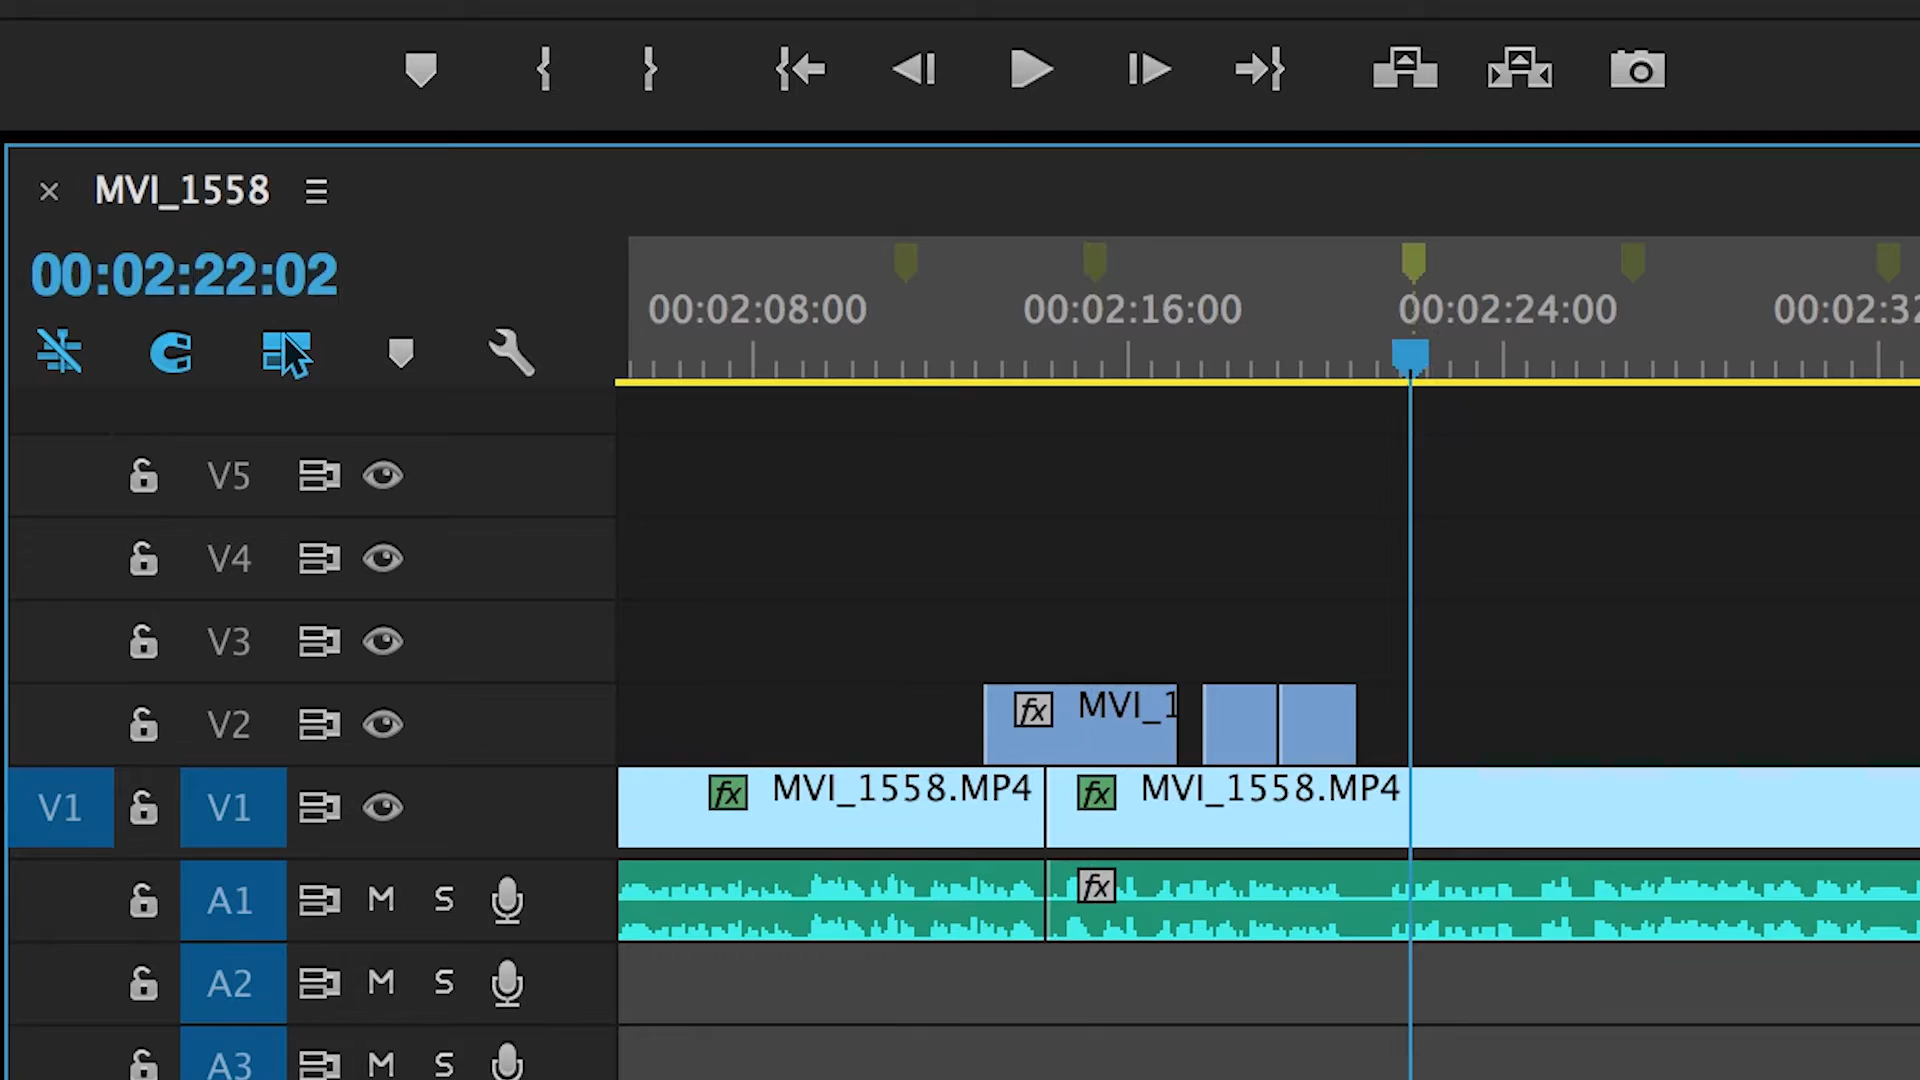 MVI_1558
00:02:22:02
00:02:08:00 00:02:16:00 00:02:24:00 00:02:32
V5
V4
V3
V2 fx MVI_1
V1 V1 fx MVI_1558.MP4 fx MVI_1558.MP4
A1 M S fx
A2 M S
A3 M S